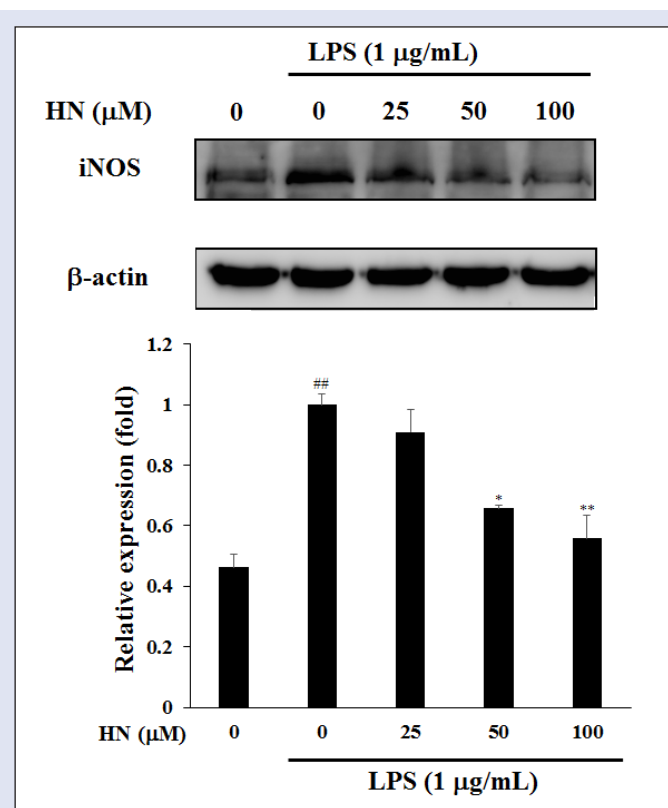 LPS (1 μg/mL)
HN (μM) 0 0 25 50 100
iNOS
β-actin
1.2
1
0.8
0.6
0.4
0.2
0
Relative expression (fold)
##
*
**
HN (μM) 0 0 25 50 100
LPS (1 μg/mL)